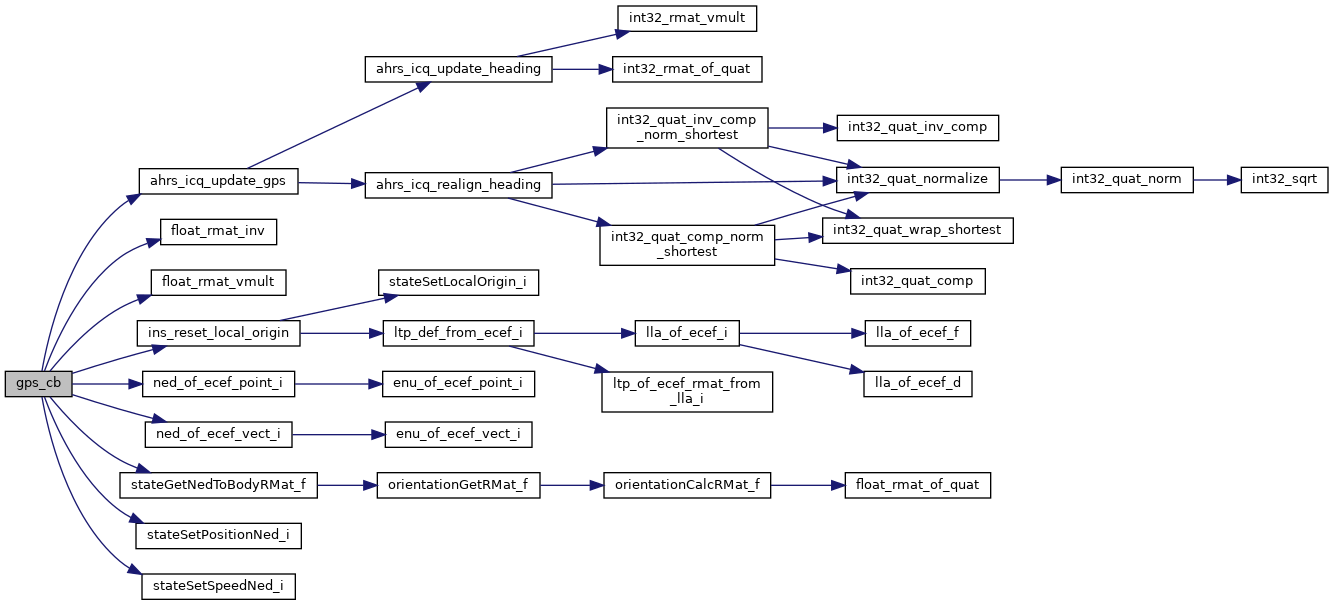 int32_rmat_vmult
ahrs_icq_update_heading
int32_rmat_of_quat
int32_quat_inv_comp
_norm_shortest
int32_quat_inv_comp
ahrs_icq_update_gps
ahrs_icq_realign_heading
int32_quat_normalize
int32_quat_norm
int32_sqrt
float_rmat_inv
int32_quat_comp_norm
_shortest
int32_quat_wrap_shortest
float_rmat_vmult
stateSetLocalOrigin_i
int32_quat_comp
ins_reset_local_origin
ltp_def_from_ecef_i
lla_of_ecef_i
lla_of_ecef_f
gps_cb
ned_of_ecef_point_i
enu_of_ecef_point_i
ltp_of_ecef_rmat_from
_lla_i
lla_of_ecef_d
ned_of_ecef_vect_i
enu_of_ecef_vect_i
stateGetNedToBodyRMat_f
orientationGetRMat_f
orientationCalcRMat_f
float_rmat_of_quat
stateSetPositionNed_i
stateSetSpeedNed_i